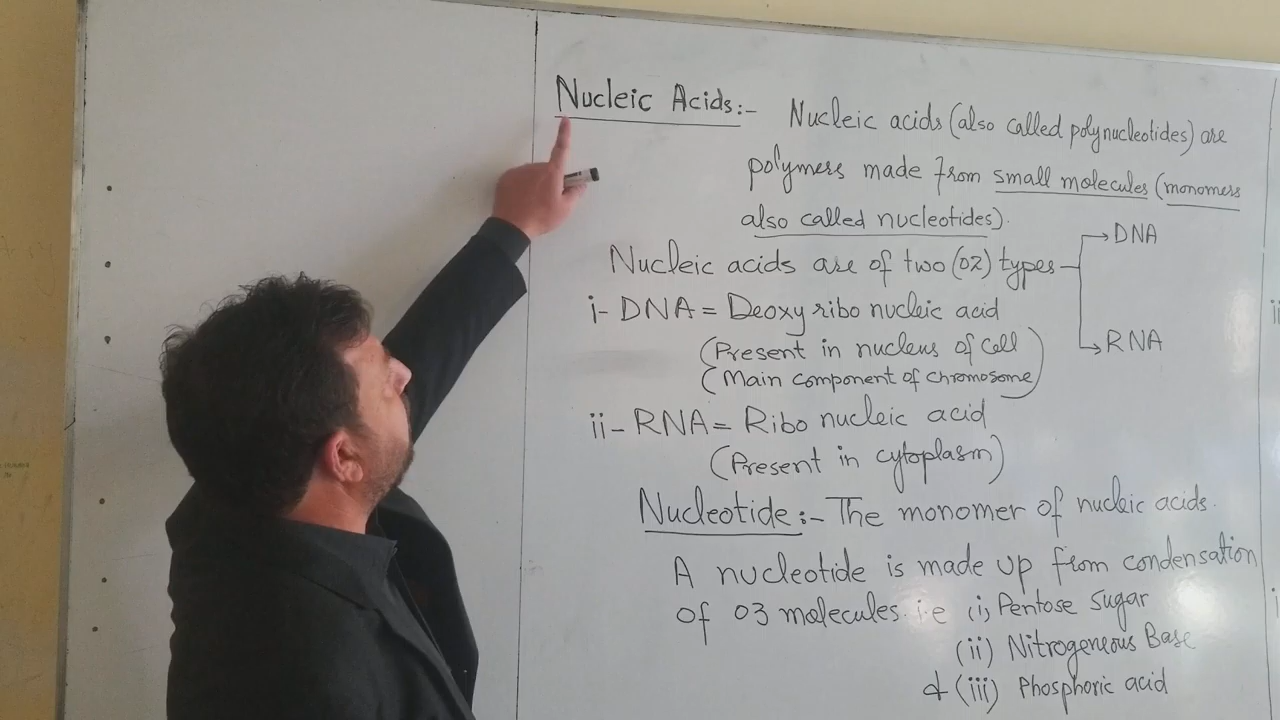 Nucleic Acids:- Nucleic acids (also called polynucleotides) are
polymers made from small molecules (monomers
also called nucleotides).
Nucleic acids are of two (02) types
DNA
RNA
i- DNA = Deoxy ribo nucleic acid
(Present in nucleus of cell
(Main component of chromosome)
ii- RNA = Ribo nucleic acid
(Present in cytoplasm)
Nucleotide:- The monomer of nucleic acids.
A nucleotide is made up from condensation
of 03 molecules i.e (i) Pentose Sugar
(ii) Nitrogeneous Base
& (iii) Phosphoric acid